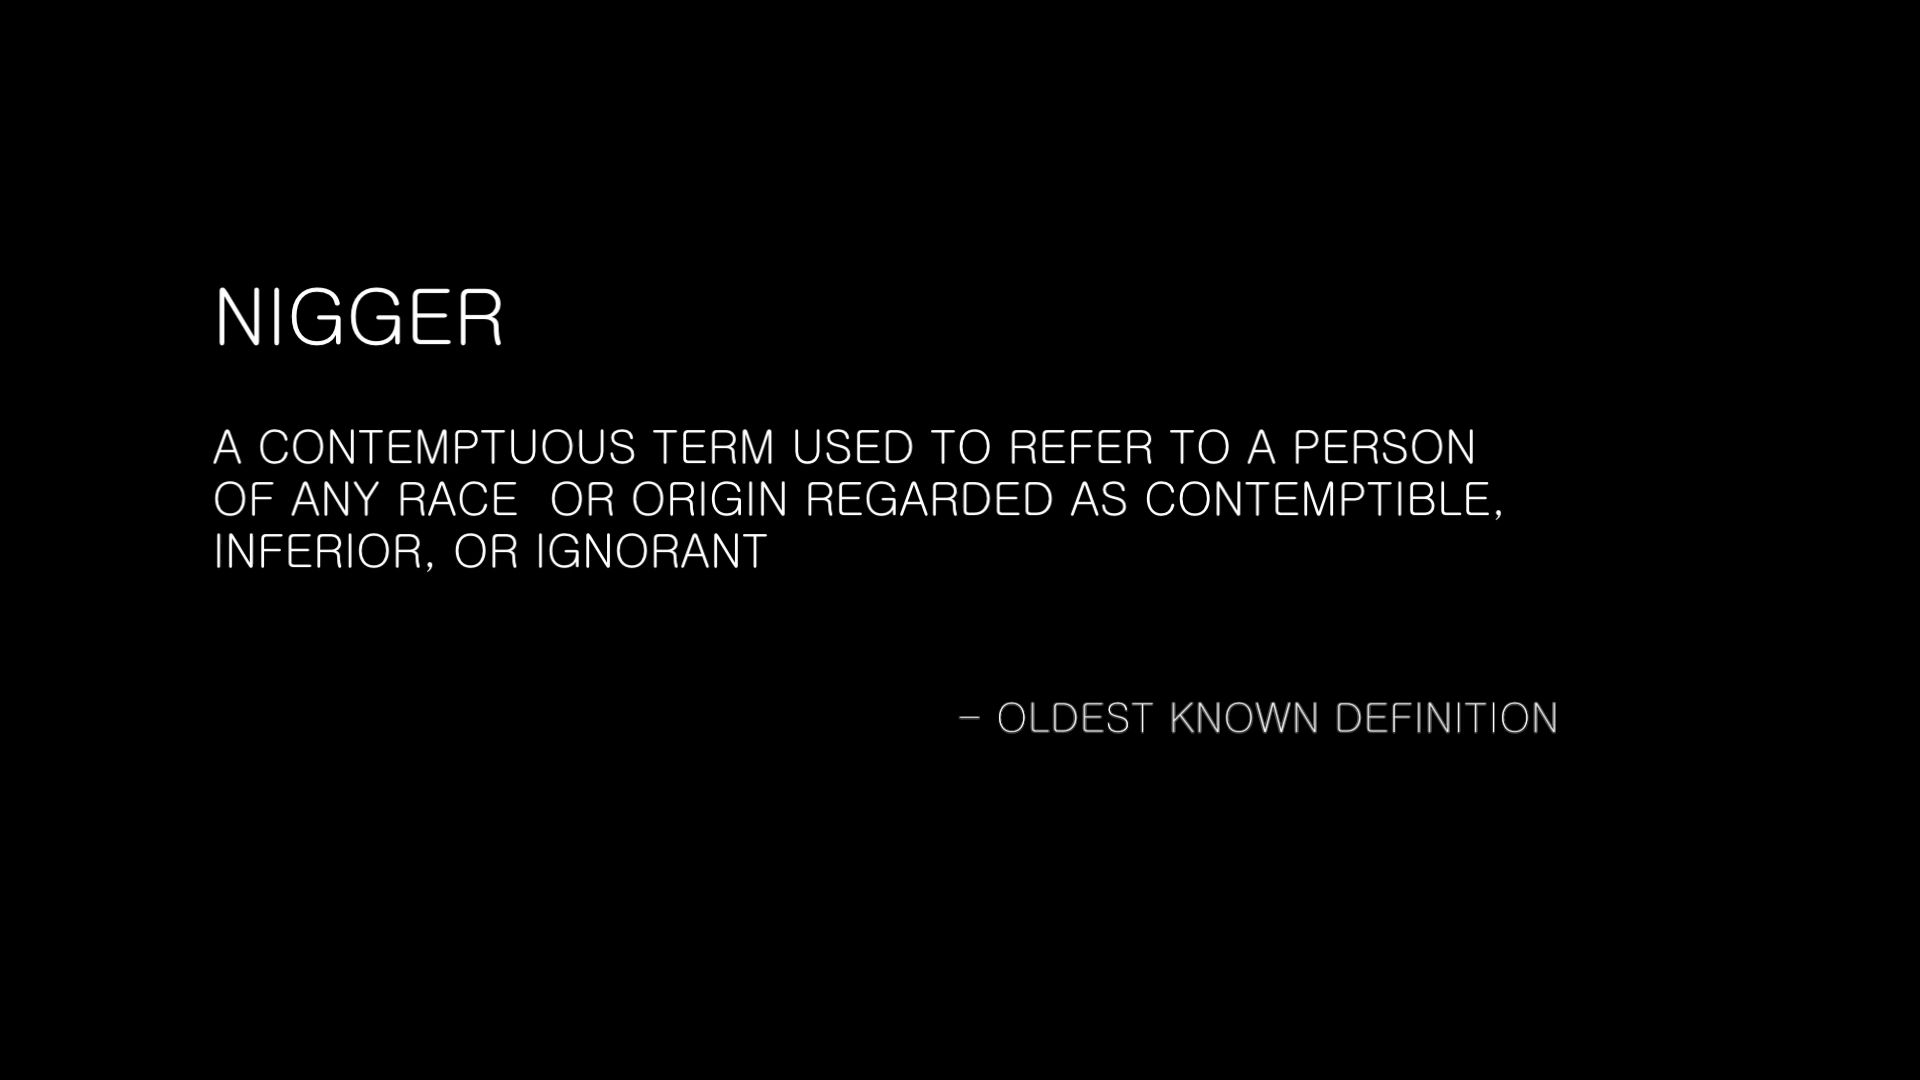 NIGGER
A CONTEMPTUOUS TERM USED TO REFER TO A PERSON
OF ANY RACE OR ORIGIN REGARDED AS CONTEMPTIBLE,
INFERIOR, OR IGNORANT
– OLDEST KNOWN DEFINITION